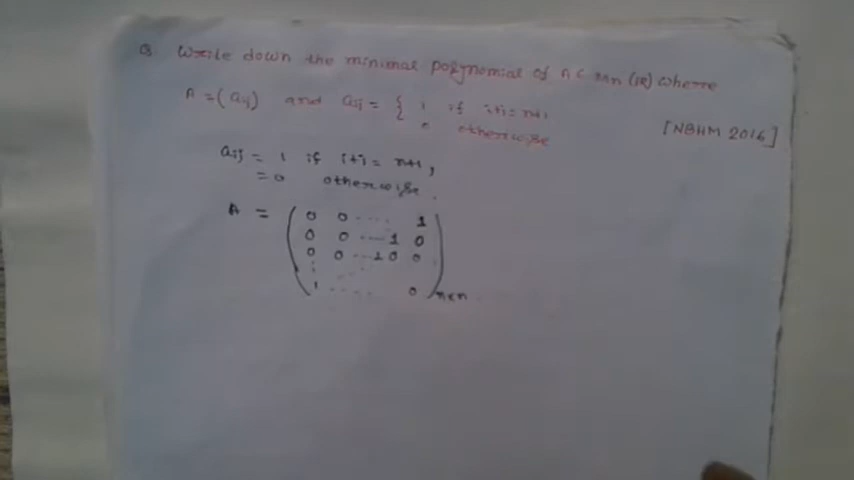 Q Write down the minimal polynomial of A ∈ Mn (IR) where
A = (aij) and aij = { 1 if i+j = n+1
0 otherwise
[NBHM 2016]
aij = 1 if i+j = n+1,
= 0 otherwise.
A = ( 0 0 .... 1
0 0 .... 1 0
0 0 ... 1 0 0
1 ..... 0 )n×n